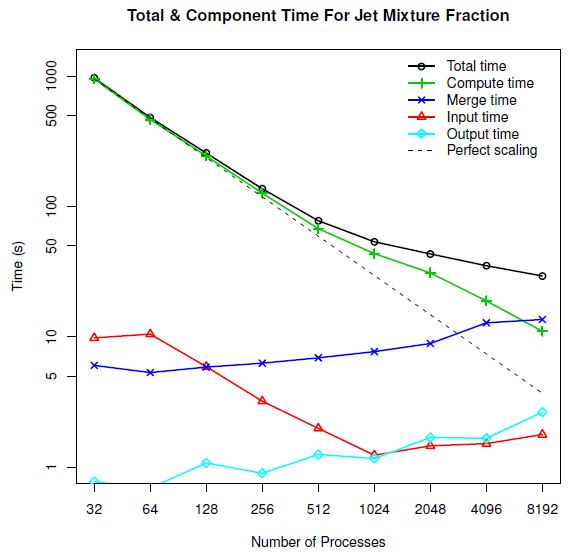 Total & Component Time For Jet Mixture Fraction
Total time
Compute time
Merge time
Input time
Output time
Perfect scaling
Time (s)
1000
500
100
50
10
5
1
32 64 128 256 512 1024 2048 4096 8192
Number of Processes